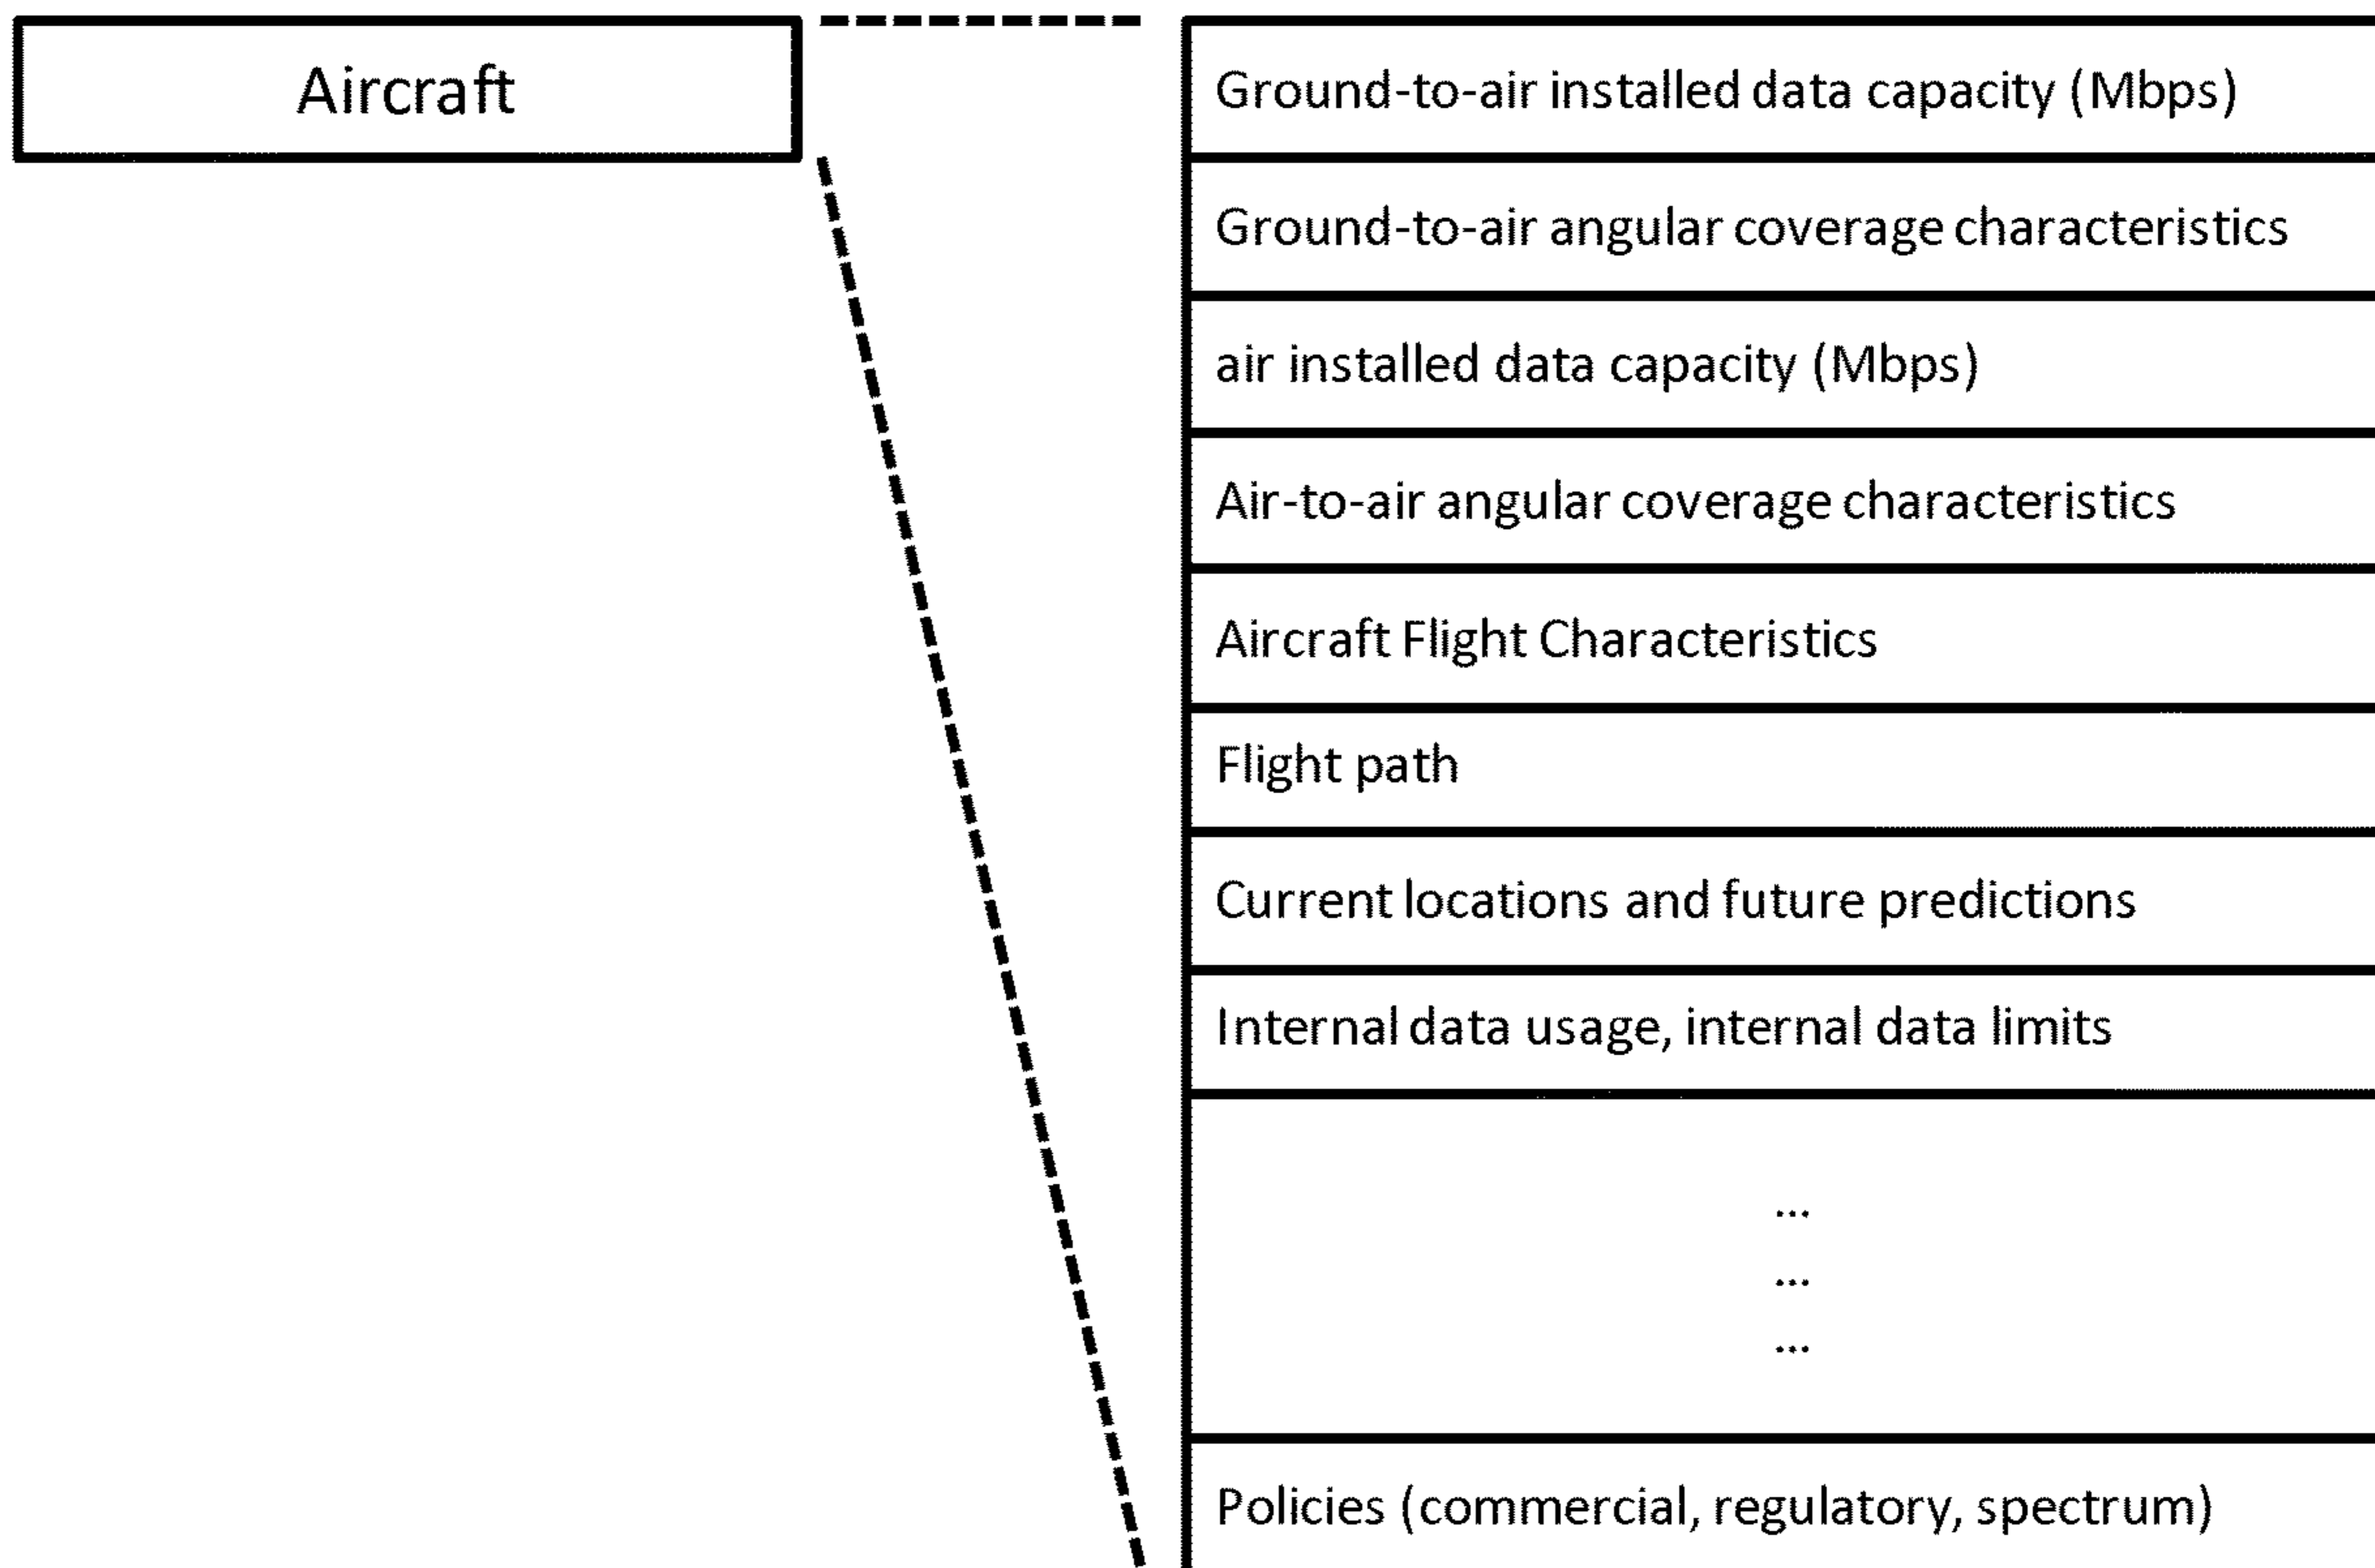 Aircraft
Ground-to-air installed data capacity (Mbps)
Ground-to-air angular coverage characteristics
air installed data capacity (Mbps)
Air-to-air angular coverage characteristics
Aircraft Flight Characteristics
Flight path
Current locations and future predictions
Internal data usage, internal data limits
...
...
...
Policies (commercial, regulatory, spectrum)